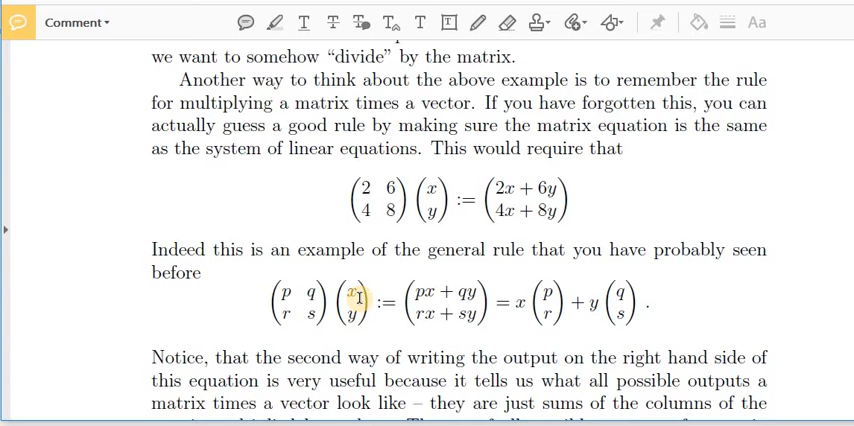 Comment
Aa
we want to somehow “divide” by the matrix.
Another way to think about the above example is to remember the rule
for multiplying a matrix times a vector. If you have forgotten this, you can
actually guess a good rule by making sure the matrix equation is the same
as the system of linear equations. This would require that
(2 6
4 8) (x
y) := (2x + 6y
4x + 8y)
Indeed this is an example of the general rule that you have probably seen
before
(p q
r s) (x
y) := (px + qy
rx + sy) = x (p
r) + y (q
s) .
Notice, that the second way of writing the output on the right hand side of
this equation is very useful because it tells us what all possible outputs a
matrix times a vector look like – they are just sums of the columns of the